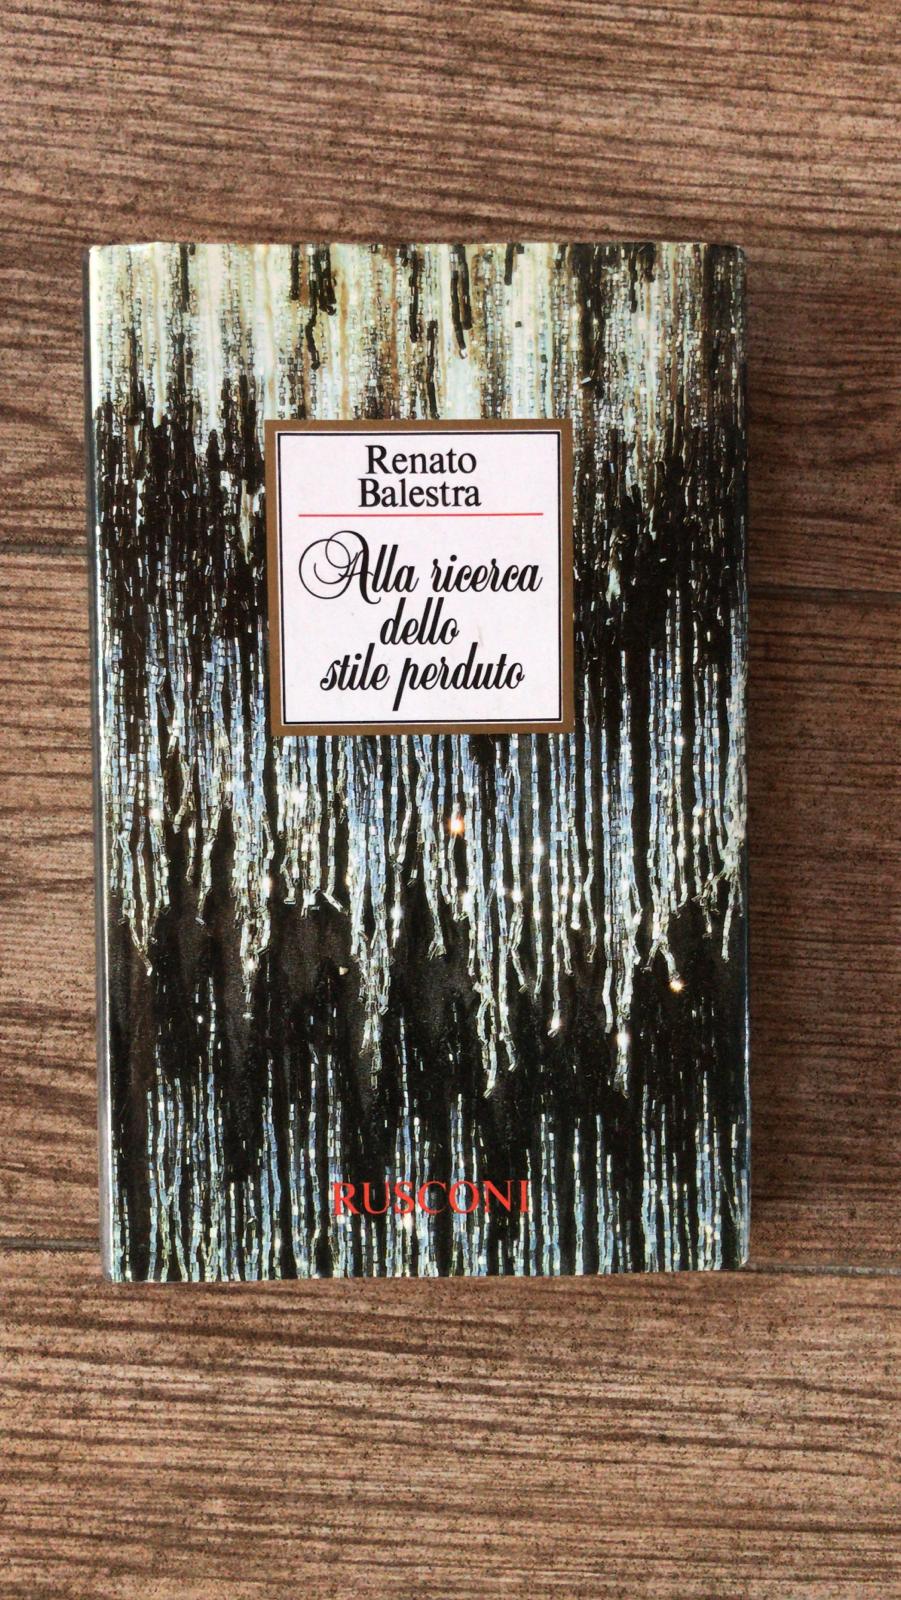 Renato
Balestra
Alla ricerca
dello
stile perduto
RUSCONI